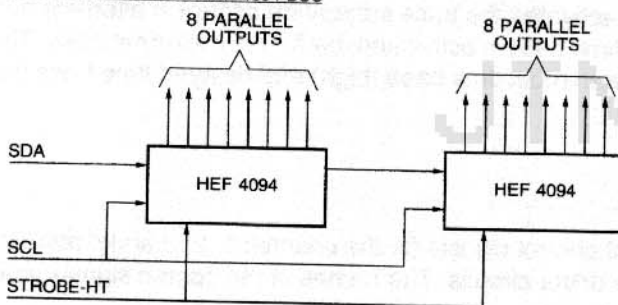 8 PARALLEL
OUTPUTS
8 PARALLEL
OUTPUTS
SDA
HEF 4094
HEF 4094
SCL
STROBE-HT